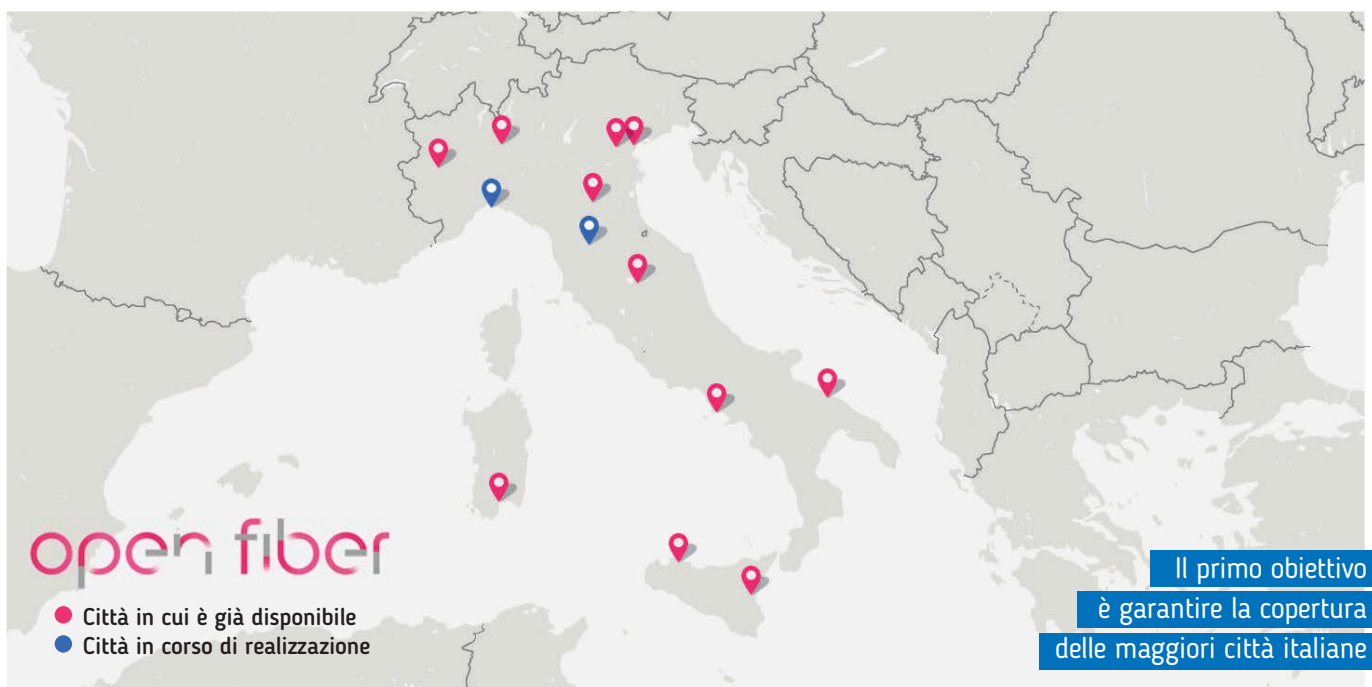 open fiber
Città in cui è già disponibile
Città in corso di realizzazione
Il primo obiettivo
è garantire la copertura
delle maggiori città italiane